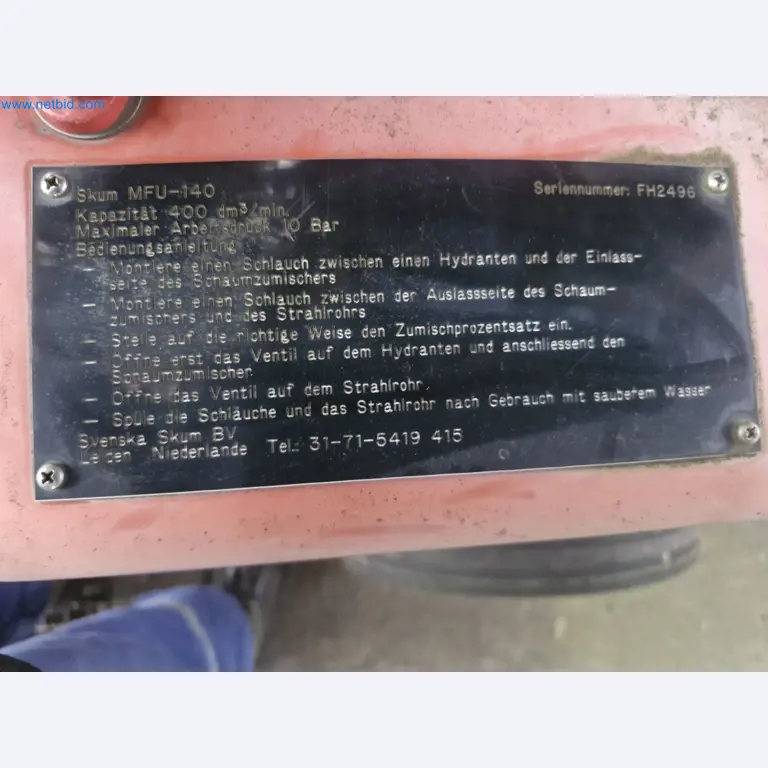 www.netbid.com
Skum MFU-140 Seriennummer: FH2496
Kapazität 400 dm³/min.
Maximaler Arbeitsdruck 10 Bar
Bedienungsanleitung:
- Montiere einen Schlauch zwischen einen Hydranten und der Einlass-
seite des Schaumzumischers
- Montiere einen Schlauch zwischen der Auslassseite des Schaum-
zumischers und des Strahlrohrs
- Stelle auf die richtige Weise den Zumischprozentsatz ein.
- Öffne erst das Ventil auf dem Hydranten und anschliessend den
Schaumzumischer
- Öffne das Ventil auf dem Strahlrohr.
- Spüle die Schläuche und das Strahlrohr nach Gebrauch mit sauberem Wasser
Svenska Skum BV
Leiden Niederlande Tel.: 31-71-5419 415